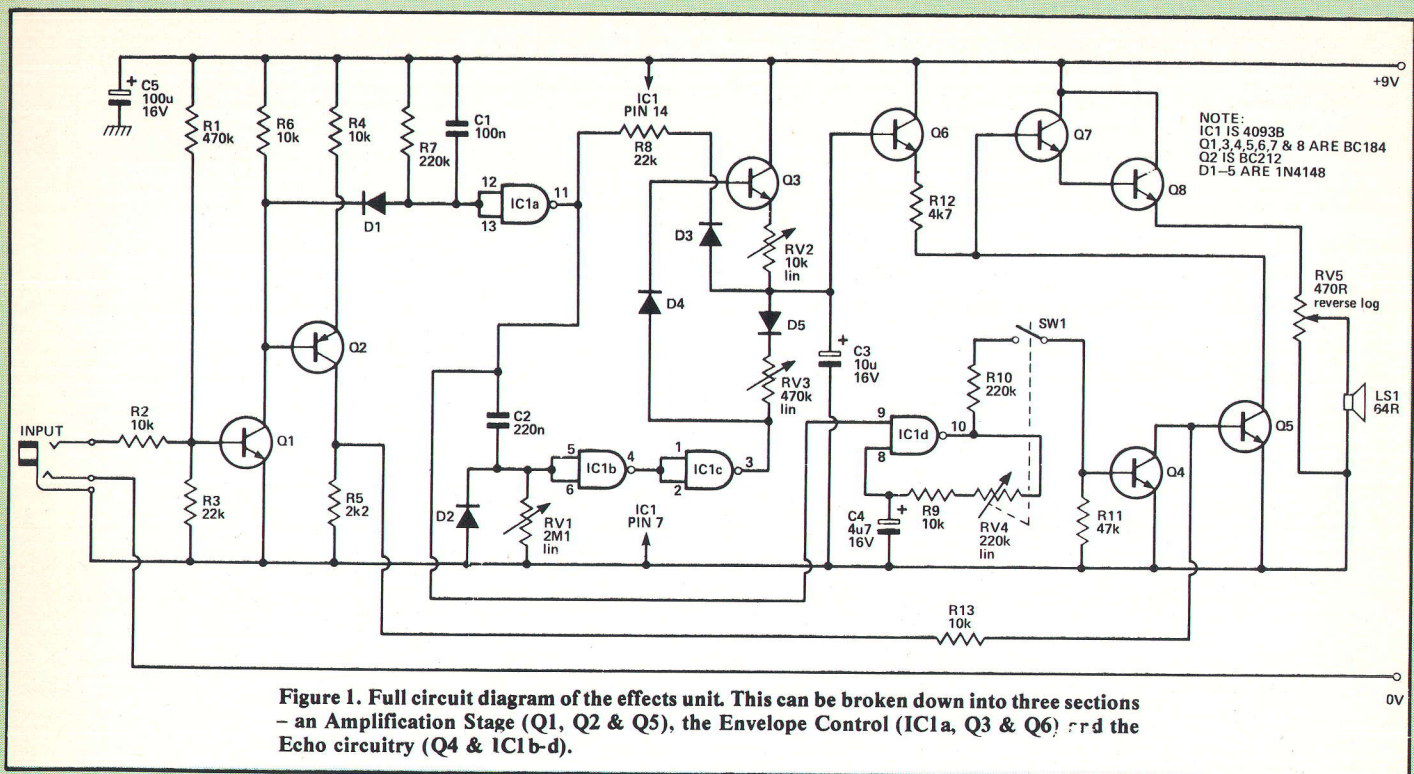 C5
100u
16V
R1
470k
R6
10k
R4
10k
R7
220k
C1
100n
IC1
PIN 14
R8
22k
12
13
IC1a
11
D1
Q3
D3
D4
RV2
10k
lin
D5
RV3
470k
lin
Q6
R12
4k7
Q7
Q8
+9V
NOTE:
IC1 IS 4093B
Q1,3,4,5,6,7 & 8 ARE BC184
Q2 IS BC212
D1–5 ARE 1N4148
RV5
470R
reverse log
LS1
64R
Q2
C3
10u
16V
SW1
R10
220k
9
8
IC1d
10
Q4
Q5
INPUT
R2
10k
Q1
C2
220n
5
6
IC1b
4
1
2
IC1c
3
R3
22k
R5
2k2
D2
RV1
2M1
lin
IC1
PIN 7
C4
4u7
16V
R9
10k
RV4
220k
lin
R11
47k
R13
10k
0V
Figure 1. Full circuit diagram of the effects unit. This can be broken down into three sections
– an Amplification Stage (Q1, Q2 & Q5), the Envelope Control (IC1a, Q3 & Q6) and the
Echo circuitry (Q4 & IC1b-d).